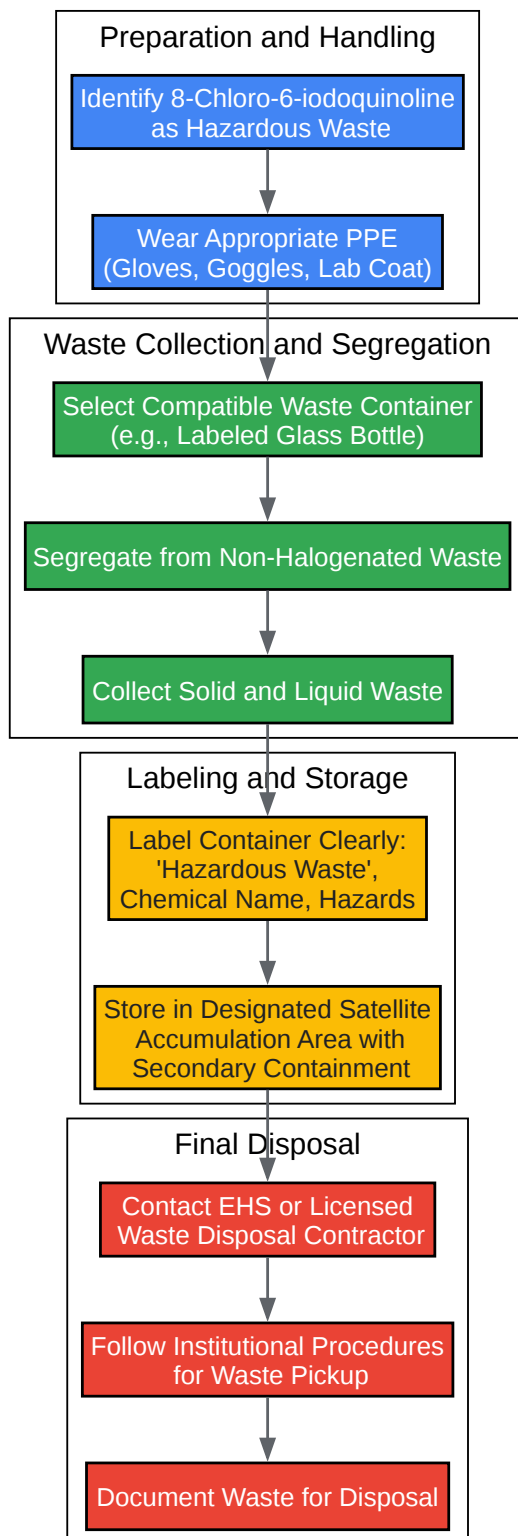 Preparation and Handling
Identify 8-Chloro-6-iodoquinoline
as Hazardous Waste
Wear Appropriate PPE
(Gloves, Goggles, Lab Coat)
Waste Collection and Segregation
Select Compatible Waste Container
(e.g., Labeled Glass Bottle)
Segregate from Non-Halogenated Waste
Collect Solid and Liquid Waste
Labeling and Storage
Label Container Clearly:
'Hazardous Waste',
Chemical Name, Hazards
Store in Designated Satellite
Accumulation Area with
Secondary Containment
Final Disposal
Contact EHS or Licensed
Waste Disposal Contractor
Follow Institutional Procedures
for Waste Pickup
Document Waste for Disposal